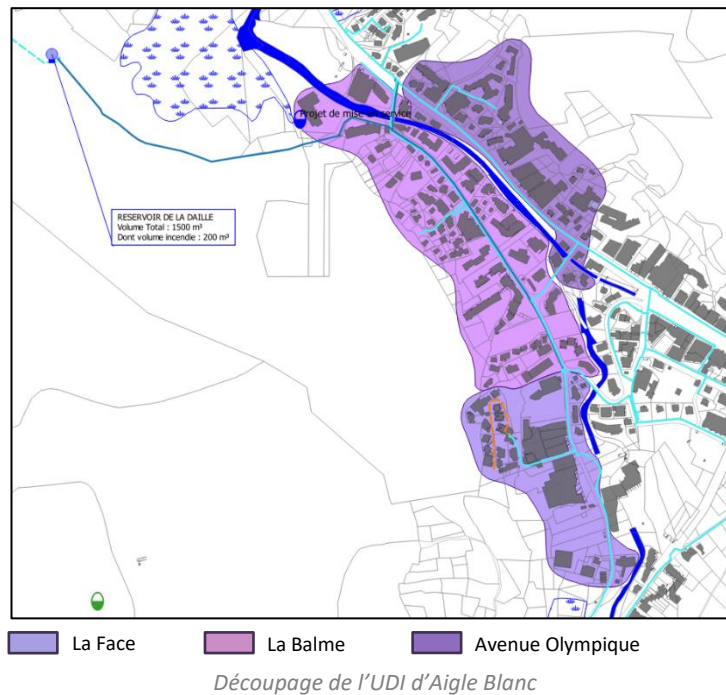 Projet de mise en service
RESERVOIR DE LA DAILLE
Volume Total : 1500 m³
Dont volume incendie : 200 m³
La Face
La Balme
Avenue Olympique
Découpage de l'UDI d'Aigle Blanc